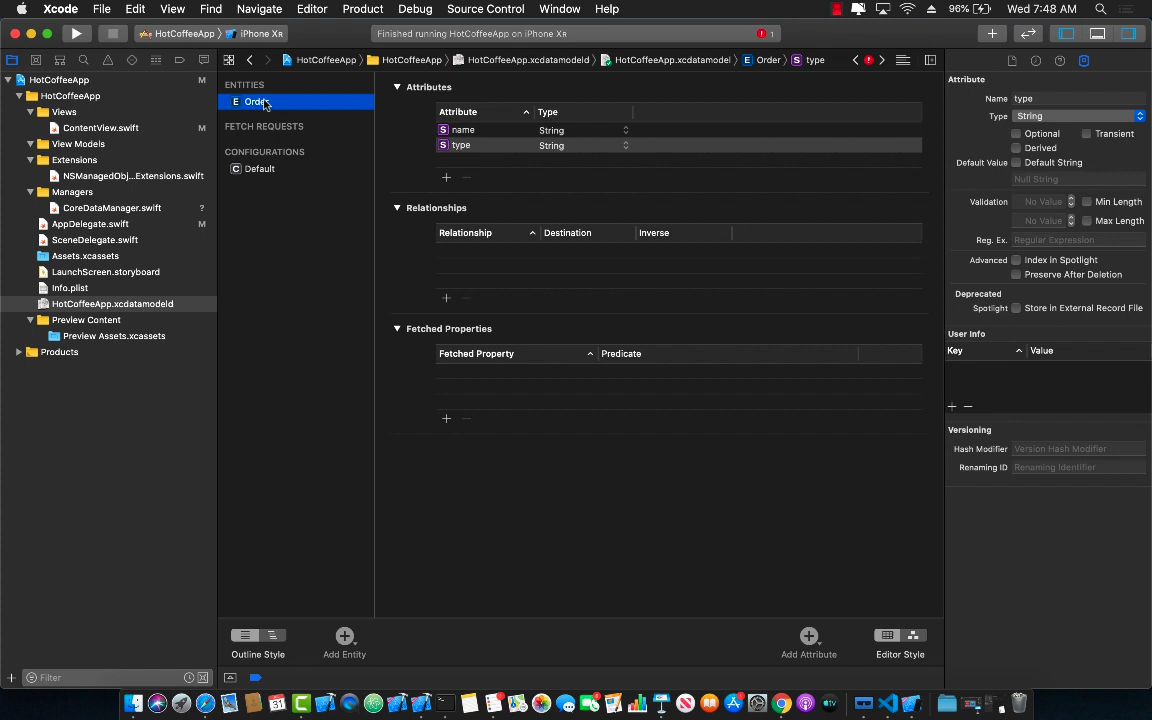 Xcode File Edit View Find Navigate Editor Product Debug Source Control Window Help 96% Wed 7:48 AM
HotCoffeeApp 〉 iPhone Xʀ
Finished running HotCoffeeApp on iPhone Xʀ
1
HotCoffeeApp 〉 HotCoffeeApp 〉 HotCoffeeApp.xcdatamodeld 〉 HotCoffeeApp.xcdatamodel 〉 E Order 〉 S type
HotCoffeeApp M
HotCoffeeApp
Views
ContentView.swift M
View Models
Extensions
NSManagedObj...Extensions.swift
Managers
CoreDataManager.swift ?
AppDelegate.swift M
SceneDelegate.swift
Assets.xcassets
LaunchScreen.storyboard
Info.plist
HotCoffeeApp.xcdatamodeld
Preview Content
Preview Assets.xcassets
Products
Filter
ENTITIES
E Order
FETCH REQUESTS
CONFIGURATIONS
C Default
Outline Style
Add Entity
Attributes
Attribute Type
S name String
S type String
Relationships
Relationship Destination Inverse
Fetched Properties
Fetched Property Predicate
Add Attribute
Editor Style
Attribute
Name type
Type String
Optional Transient
Derived
Default Value Default String
Null String
Validation No Value Min Length
No Value Max Length
Reg. Ex. Regular Expression
Advanced Index in Spotlight
Preserve After Deletion
Deprecated
Spotlight Store in External Record File
User Info
Key Value
Versioning
Hash Modifier Version Hash Modifier
Renaming ID Renaming Identifier